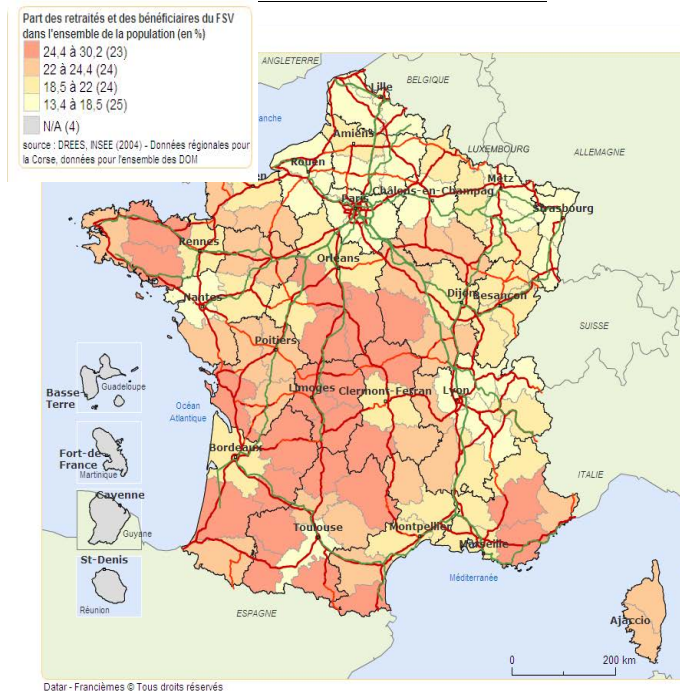 Part des retraités et des bénéficiaires du FSV
dans l'ensemble de la population (en %)
24,4 à 30,2 (23)
22 à 24,4 (24)
18,5 à 22 (24)
13,4 à 18,5 (25)
N/A (4)
source : DREES, INSEE (2004) - Données régionales pour
la Corse, données pour l'ensemble des DOM
ANGLETERRE
BELGIQUE
Lille
anche
Amiens
LUXEMBOURG
ALLEMAGNE
Rouen
en
Metz
Paris
Châlons-en-Champag
Strasbourg
Rennes
Orléans
Nantes
Dijon
Besançon
SUISSE
Poitiers
Limoges
Clermont-Ferran
Lyon
Basse-
Terre
Guadeloupe
Océan
Atlantique
Bordeaux
Fort-de
France
Martinique
ITALIE
Cayenne
Guyane
Toulouse
Montpellier
Marseille
St-Denis
Réunion
Méditerranée
ESPAGNE
Ajaccio
0 200 km
Datar - Francièmes © Tous droits réservés